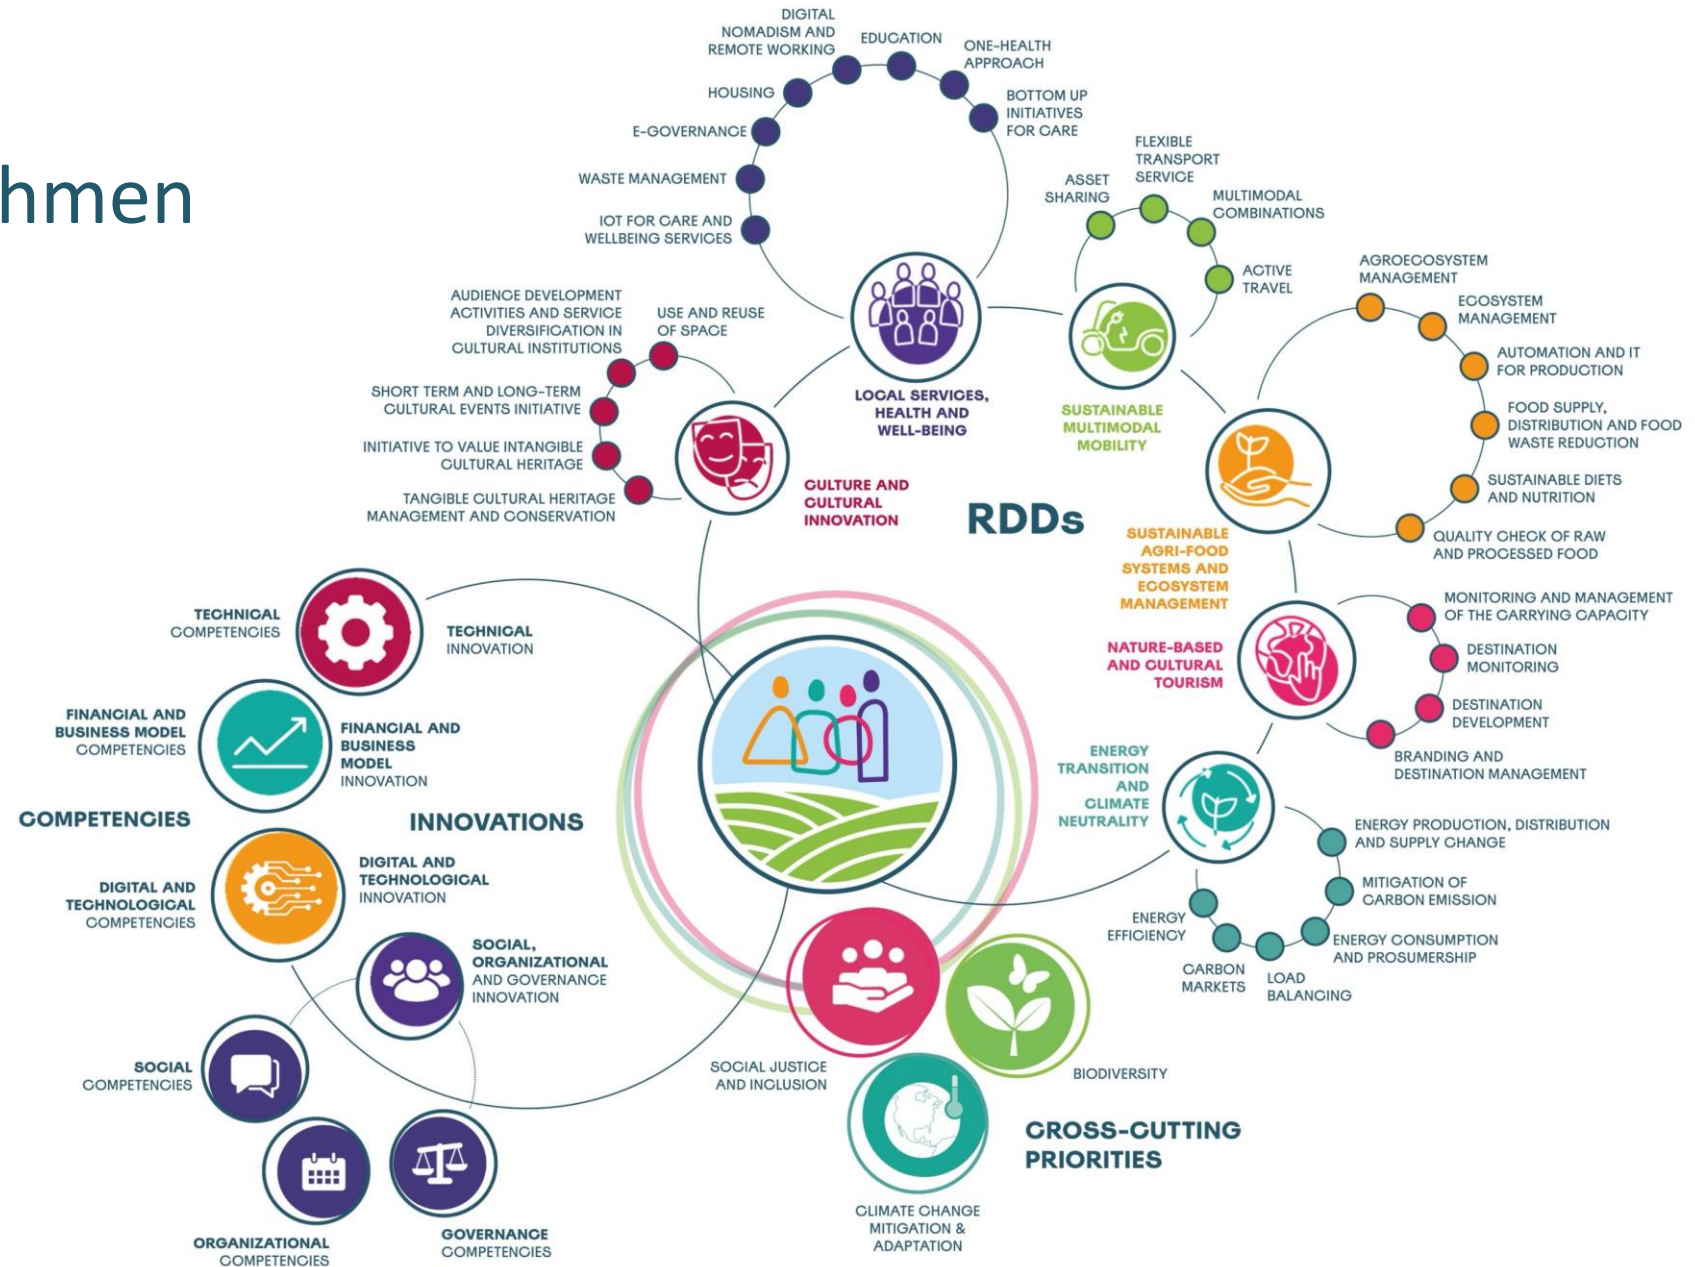 hmen
DIGITAL
NOMADISM AND
REMOTE WORKING
EDUCATION
ONE-HEALTH
APPROACH
BOTTOM UP
INITIATIVES
FOR CARE
HOUSING
E-GOVERNANCE
WASTE MANAGEMENT
IOT FOR CARE AND
WELLBEING SERVICES
LOCAL SERVICES,
HEALTH AND
WELL-BEING
ASSET
SHARING
FLEXIBLE
TRANSPORT
SERVICE
MULTIMODAL
COMBINATIONS
ACTIVE
TRAVEL
SUSTAINABLE
MULTIMODAL
MOBILITY
AGROECOSYSTEM
MANAGEMENT
ECOSYSTEM
MANAGEMENT
AUTOMATION AND IT
FOR PRODUCTION
FOOD SUPPLY,
DISTRIBUTION AND FOOD
WASTE REDUCTION
SUSTAINABLE DIETS
AND NUTRITION
QUALITY CHECK OF RAW
AND PROCESSED FOOD
SUSTAINABLE
AGRI-FOOD
SYSTEMS AND
ECOSYSTEM
MANAGEMENT
AUDIENCE DEVELOPMENT
ACTIVITIES AND SERVICE
DIVERSIFICATION IN
CULTURAL INSTITUTIONS
USE AND REUSE
OF SPACE
SHORT TERM AND LONG-TERM
CULTURAL EVENTS INITIATIVE
INITIATIVE TO VALUE INTANGIBLE
CULTURAL HERITAGE
TANGIBLE CULTURAL HERITAGE
MANAGEMENT AND CONSERVATION
CULTURE AND
CULTURAL
INNOVATION
RDDs
NATURE-BASED
AND CULTURAL
TOURISM
MONITORING AND MANAGEMENT
OF THE CARRYING CAPACITY
DESTINATION
MONITORING
DESTINATION
DEVELOPMENT
BRANDING AND
DESTINATION MANAGEMENT
ENERGY
TRANSITION
AND
CLIMATE
NEUTRALITY
ENERGY PRODUCTION, DISTRIBUTION
AND SUPPLY CHANGE
MITIGATION OF
CARBON EMISSION
ENERGY CONSUMPTION
AND PROSUMERSHIP
LOAD
BALANCING
CARBON
MARKETS
ENERGY
EFFICIENCY
TECHNICAL
COMPETENCIES
TECHNICAL
INNOVATION
FINANCIAL AND
BUSINESS MODEL
COMPETENCIES
FINANCIAL AND
BUSINESS
MODEL
INNOVATION
COMPETENCIES
INNOVATIONS
DIGITAL AND
TECHNOLOGICAL
COMPETENCIES
DIGITAL AND
TECHNOLOGICAL
INNOVATION
SOCIAL,
ORGANIZATIONAL
AND GOVERNANCE
INNOVATION
SOCIAL
COMPETENCIES
ORGANIZATIONAL
COMPETENCIES
GOVERNANCE
COMPETENCIES
SOCIAL JUSTICE
AND INCLUSION
BIODIVERSITY
CROSS-CUTTING
PRIORITIES
CLIMATE CHANGE
MITIGATION &
ADAPTATION